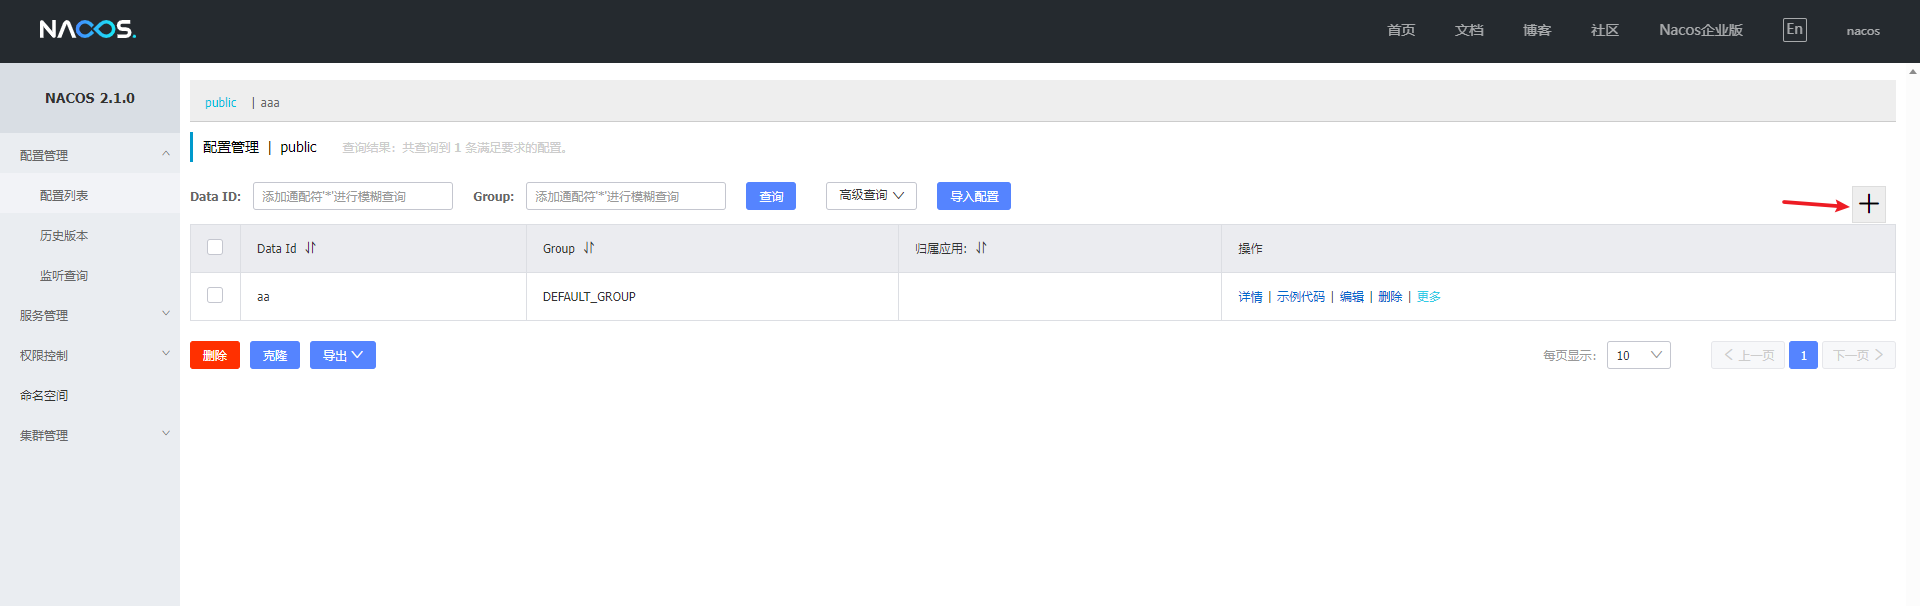 NACOS.
首页 文档 博客 社区 Nacos企业版 En nacos
NACOS 2.1.0
配置管理
配置列表
历史版本
监听查询
服务管理
权限控制
命名空间
集群管理
public | aaa
配置管理 | public 查询结果：共查询到 1 条满足要求的配置。
Data ID: 添加通配符'*'进行模糊查询 Group: 添加通配符'*'进行模糊查询 查询 高级查询 导入配置
Data Id Group 归属应用: 操作
aa DEFAULT_GROUP 详情 | 示例代码 | 编辑 | 删除 | 更多
删除 克隆 导出 每页显示: 10 上一页 1 下一页